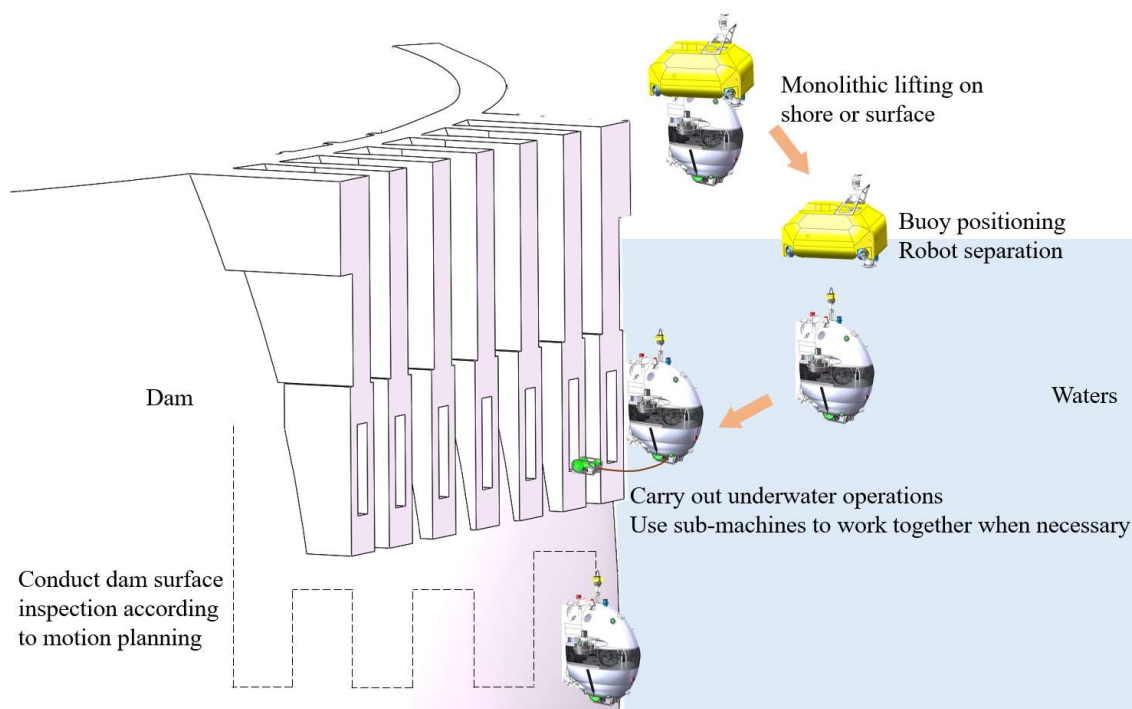 Monolithic lifting on
shore or surface
Buoy positioning
Robot separation
Dam
Waters
Carry out underwater operations
Use sub-machines to work together when necessary
Conduct dam surface
inspection according
to motion planning